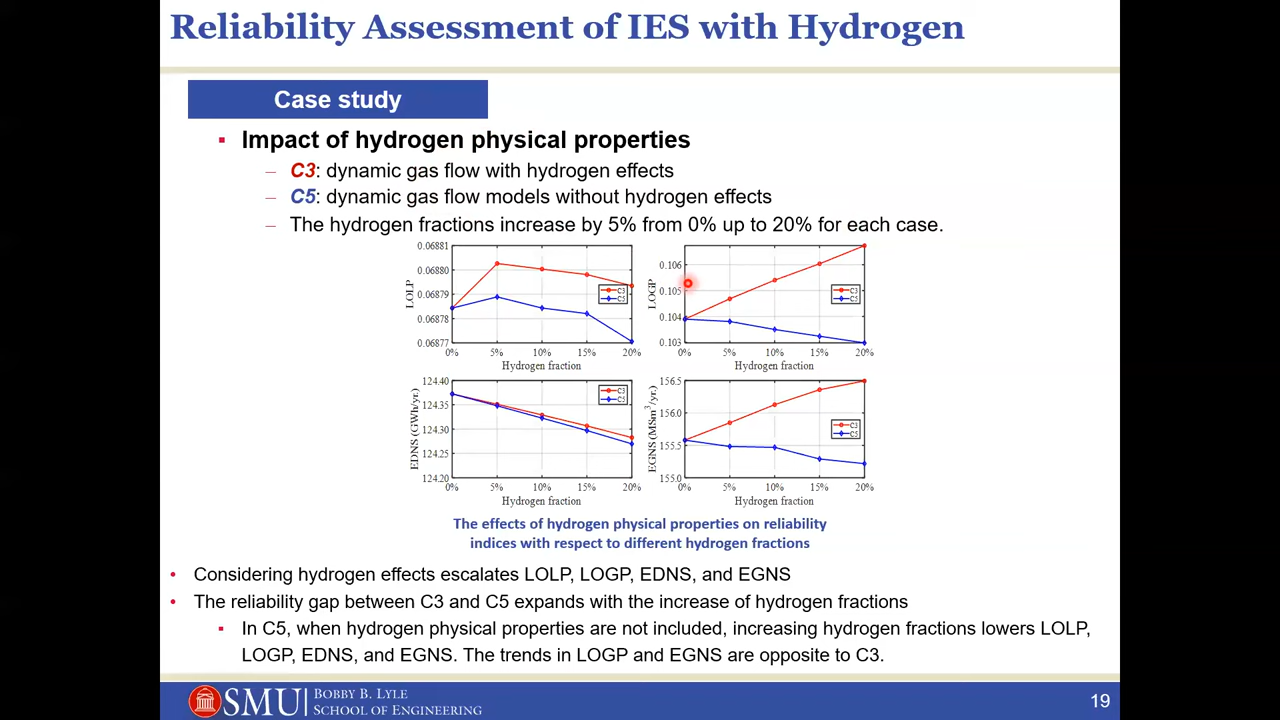 Reliability Assessment of IES with Hydrogen
Case study
▪ Impact of hydrogen physical properties
– C3: dynamic gas flow with hydrogen effects
– C5: dynamic gas flow models without hydrogen effects
– The hydrogen fractions increase by 5% from 0% up to 20% for each case.
LOLP
0.06881
0.06880
0.06879
0.06878
0.06877
C3
C5
0% 5% 10% 15% 20%
Hydrogen fraction
LOGP
0.106
0.105
0.104
0.103
C3
C5
0% 5% 10% 15% 20%
Hydrogen fraction
EDNS (GWh/yr.)
124.40
124.35
124.30
124.25
124.20
C3
C5
0% 5% 10% 15% 20%
Hydrogen fraction
EGNS (MSm³/yr.)
156.5
156.0
155.5
155.0
C3
C5
0% 5% 10% 15% 20%
Hydrogen fraction
The effects of hydrogen physical properties on reliability
indices with respect to different hydrogen fractions
• Considering hydrogen effects escalates LOLP, LOGP, EDNS, and EGNS
• The reliability gap between C3 and C5 expands with the increase of hydrogen fractions
▪ In C5, when hydrogen physical properties are not included, increasing hydrogen fractions lowers LOLP,
LOGP, EDNS, and EGNS. The trends in LOGP and EGNS are opposite to C3.
SMU | BOBBY B. LYLE
SCHOOL OF ENGINEERING
19